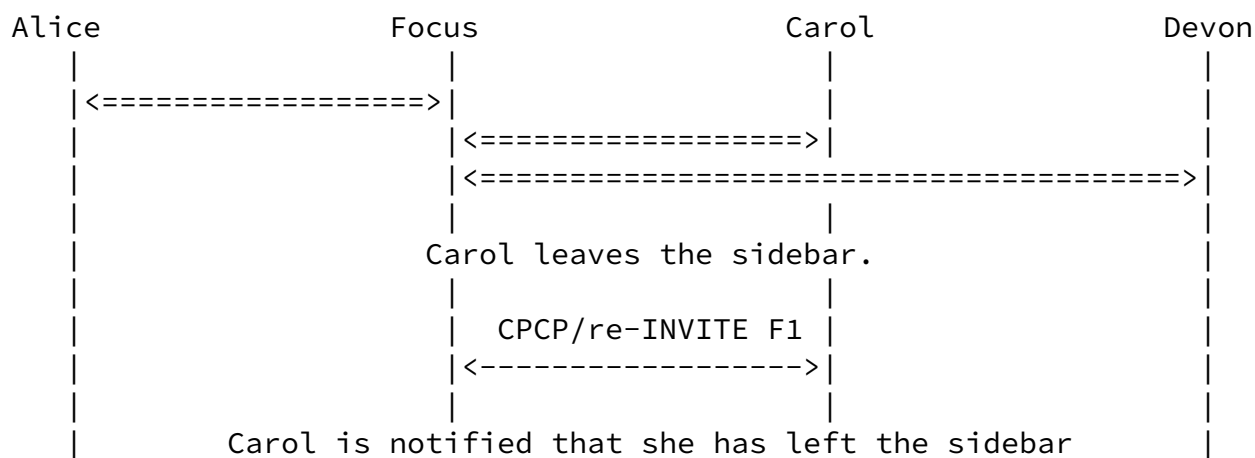 Alice Focus Carol Devon
| | | |
|<==================>| | |
| |<=================>| |
| |<=====================================>|
| | | |
| Carol leaves the sidebar. |
| | | |
| | CPCP/re-INVITE F1 | |
| |<------------------>| |
| | | |
| Carol is notified that she has left the sidebar |